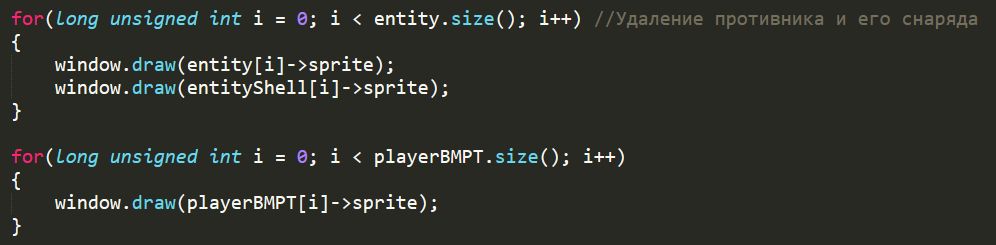 for(long unsigned int i = 0; i < entity.size(); i++) //Удаление противника и его снаряда
{
    window.draw(entity[i]->sprite);
    window.draw(entityShell[i]->sprite);
}

for(long unsigned int i = 0; i < playerBMPT.size(); i++)
{
    window.draw(playerBMPT[i]->sprite);
}